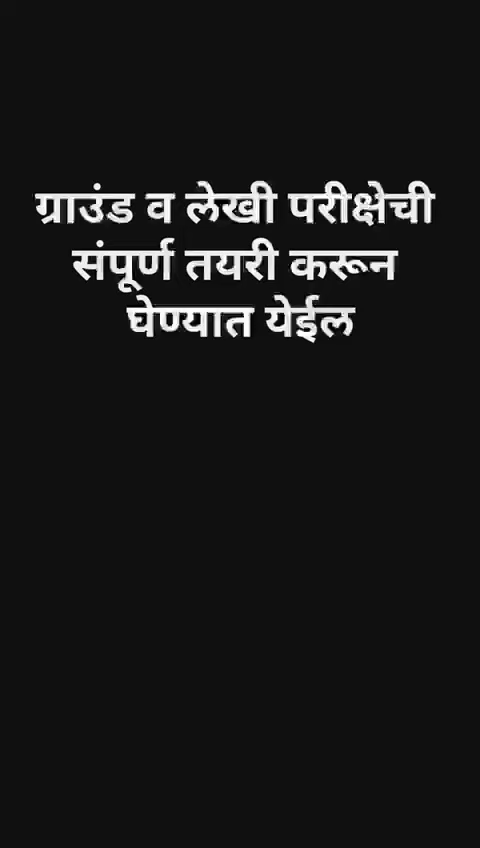 ग्राउंड व लेखी परीक्षेची
संपूर्ण तयरी करून
घेण्यात येईल